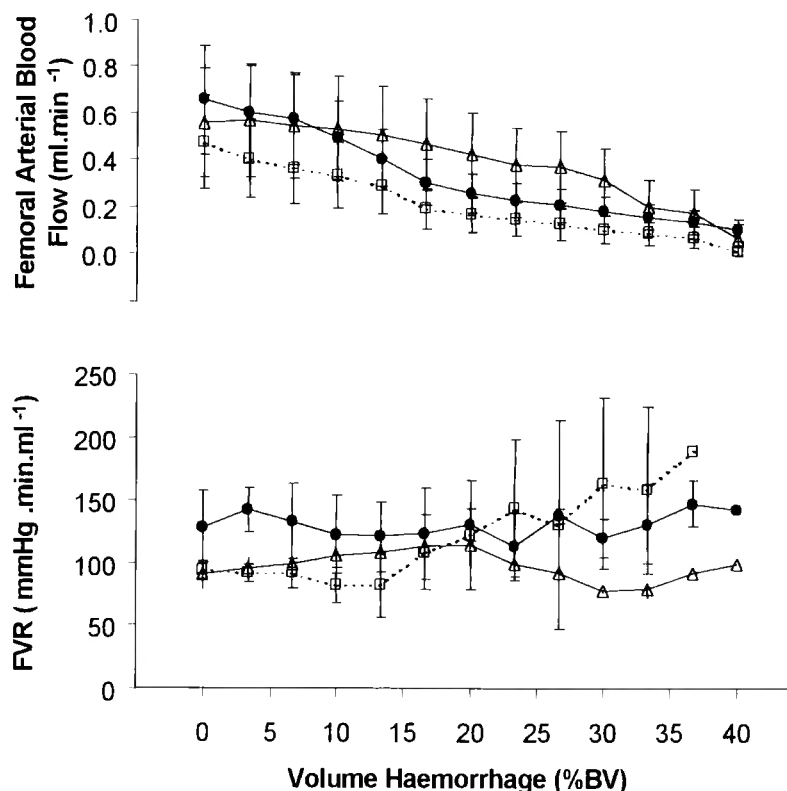 Femoral Arterial Blood
Flow (ml.min ⁻¹)
1.0
0.8
0.6
0.4
0.2
0.0
FVR ( mmHg .min.ml ⁻¹)
250
200
150
100
50
0
0 5 10 15 20 25 30 35 40
Volume Haemorrhage (%BV)